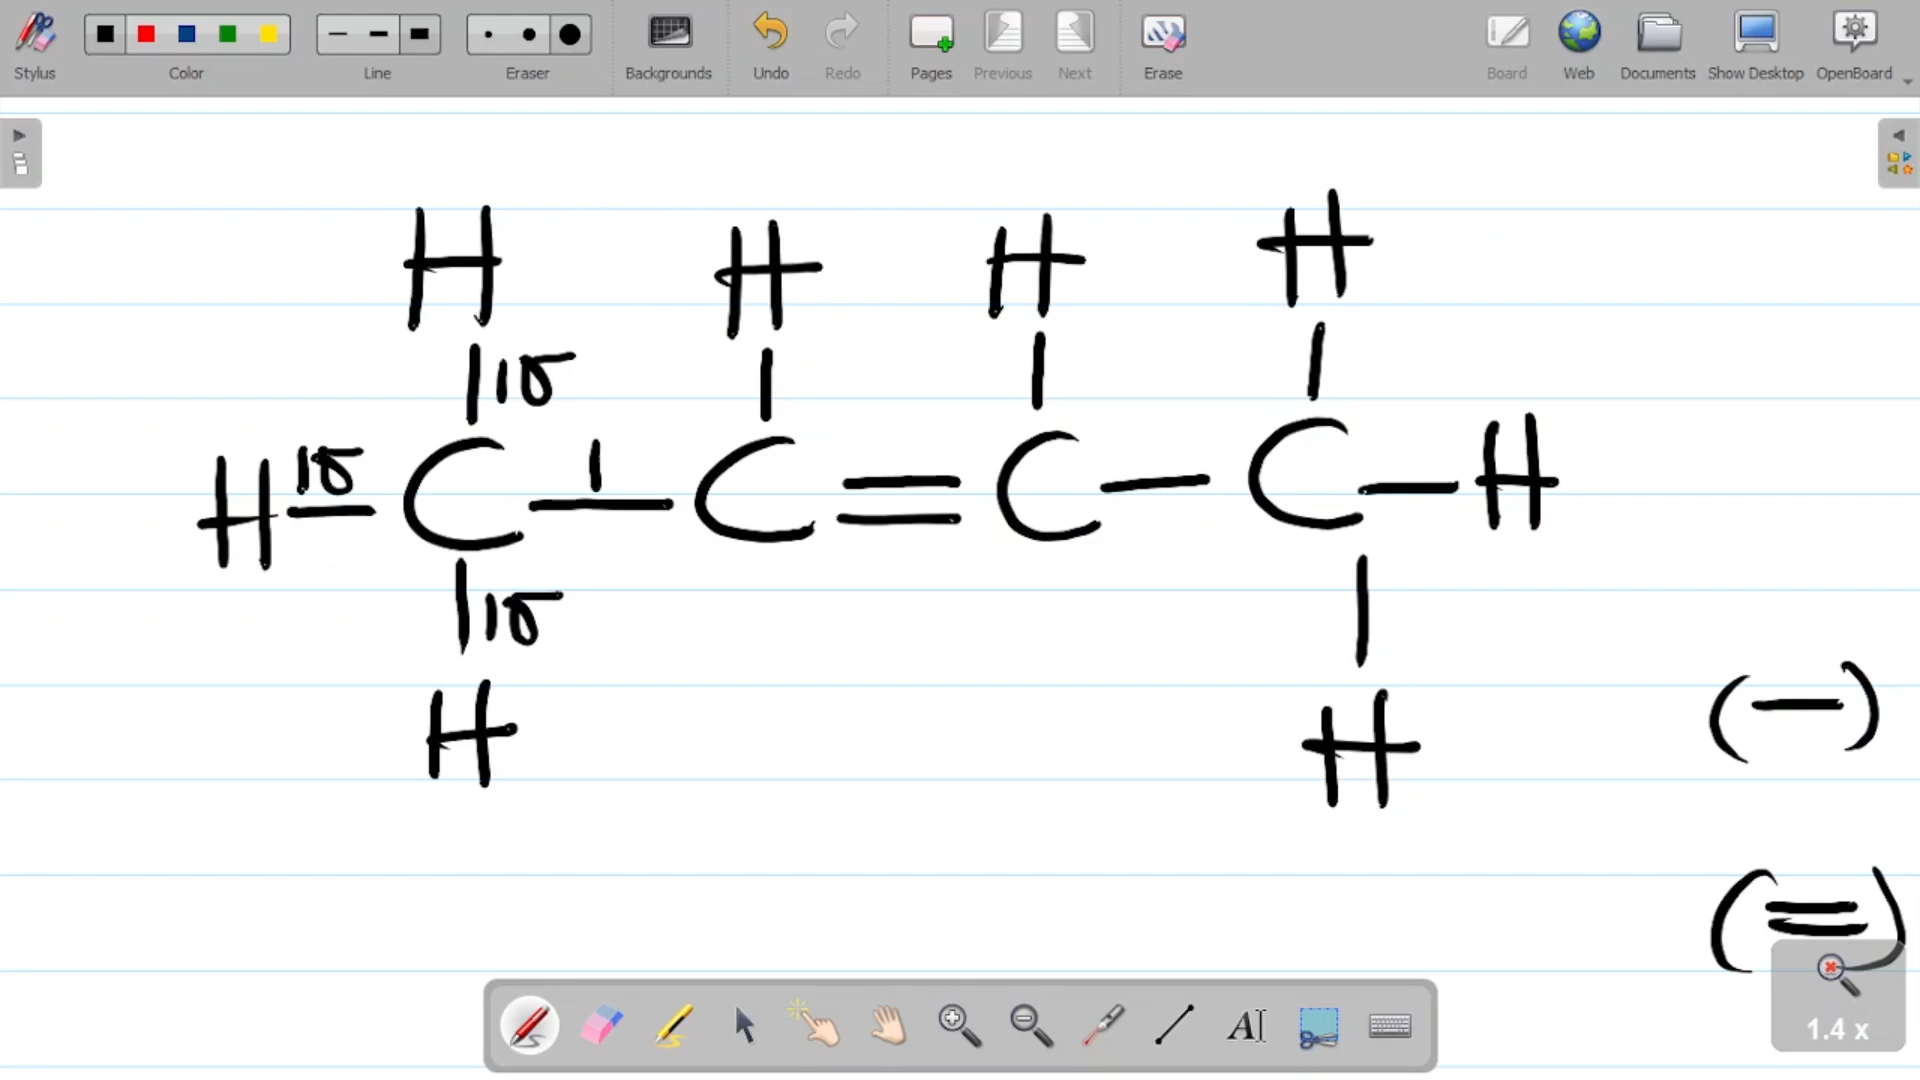 Stylus Color Line Eraser Backgrounds Undo Redo Pages Previous Next Erase Board Web Documents Show Desktop OpenBoard
H H H H
1σ
H 1σ C — 1 C = C — C — H
1σ
H H
(—)
(=)
1.4 x